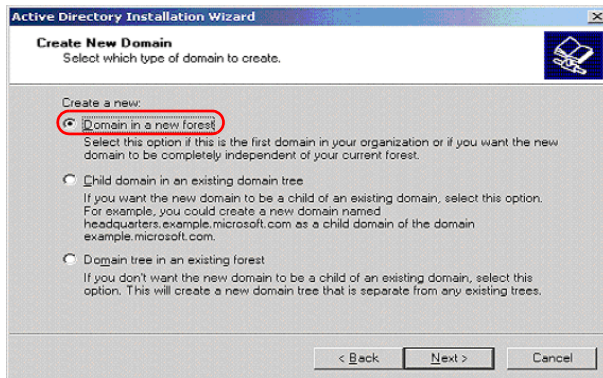 Active Directory Installation Wizard
Create New Domain
Select which type of domain to create.
Create a new:
Domain in a new forest
Select this option if this is the first domain in your organization or if you want the new
domain to be completely independent of your current forest.
Child domain in an existing domain tree
If you want the new domain to be a child of an existing domain, select this option.
For example, you could create a new domain named
headquarters.example.microsoft.com as a child domain of the domain
example.microsoft.com.
Domain tree in an existing forest
If you don't want the new domain to be a child of an existing domain, select this
option. This will create a new domain tree that is separate from any existing trees.
< Back Next > Cancel